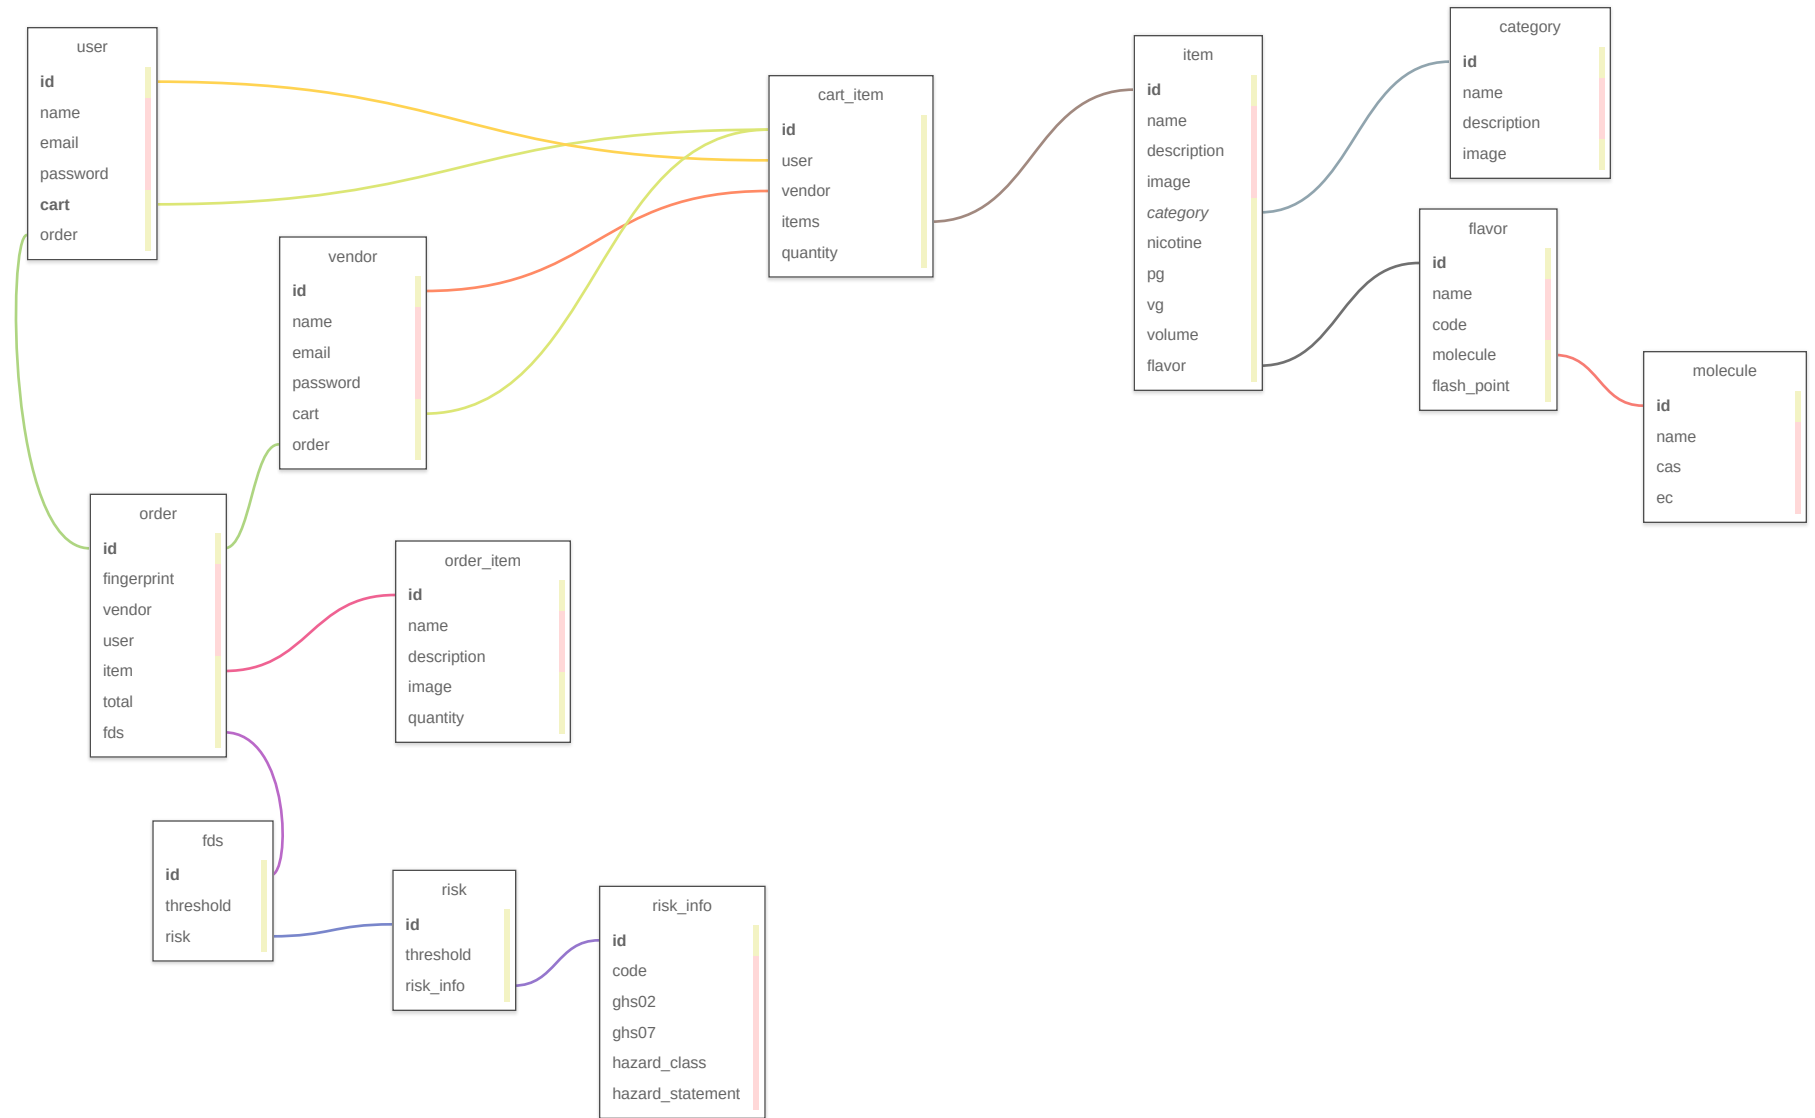 user
id
name
email
password
cart
order
vendor
id
name
email
password
cart
order
cart_item
id
user
vendor
items
quantity
item
id
name
description
image
category
nicotine
pg
vg
volume
flavor
category
id
name
description
image
flavor
id
name
code
molecule
flash_point
molecule
id
name
cas
ec
order
id
fingerprint
vendor
user
item
total
fds
order_item
id
name
description
image
quantity
fds
id
threshold
risk
risk
id
threshold
risk_info
risk_info
id
code
ghs02
ghs07
hazard_class
hazard_statement